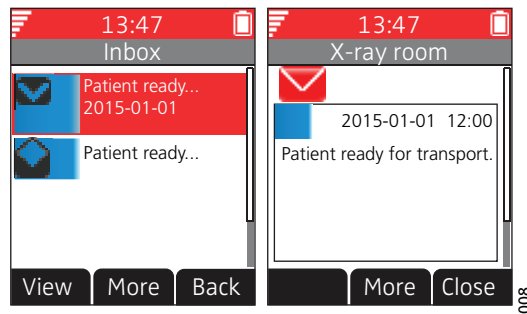 13:47
Inbox
Patient ready...
2015-01-01
Patient ready...
View More Back
13:47
X-ray room
2015-01-01 12:00
Patient ready for transport.
More Close
008